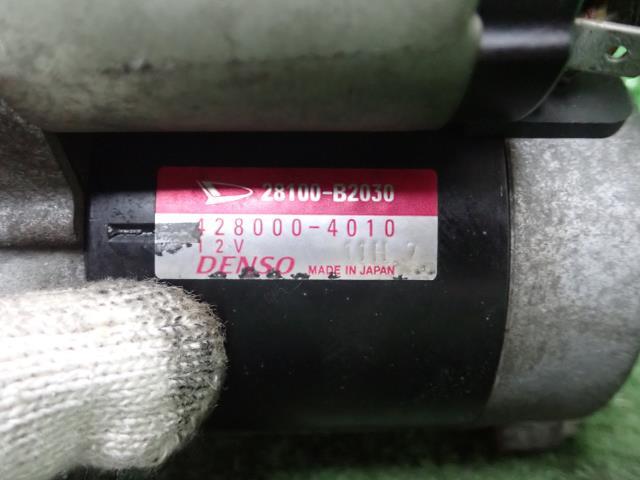 28100-B2030
428000-4010
12V
DENSO MADE IN JAPAN